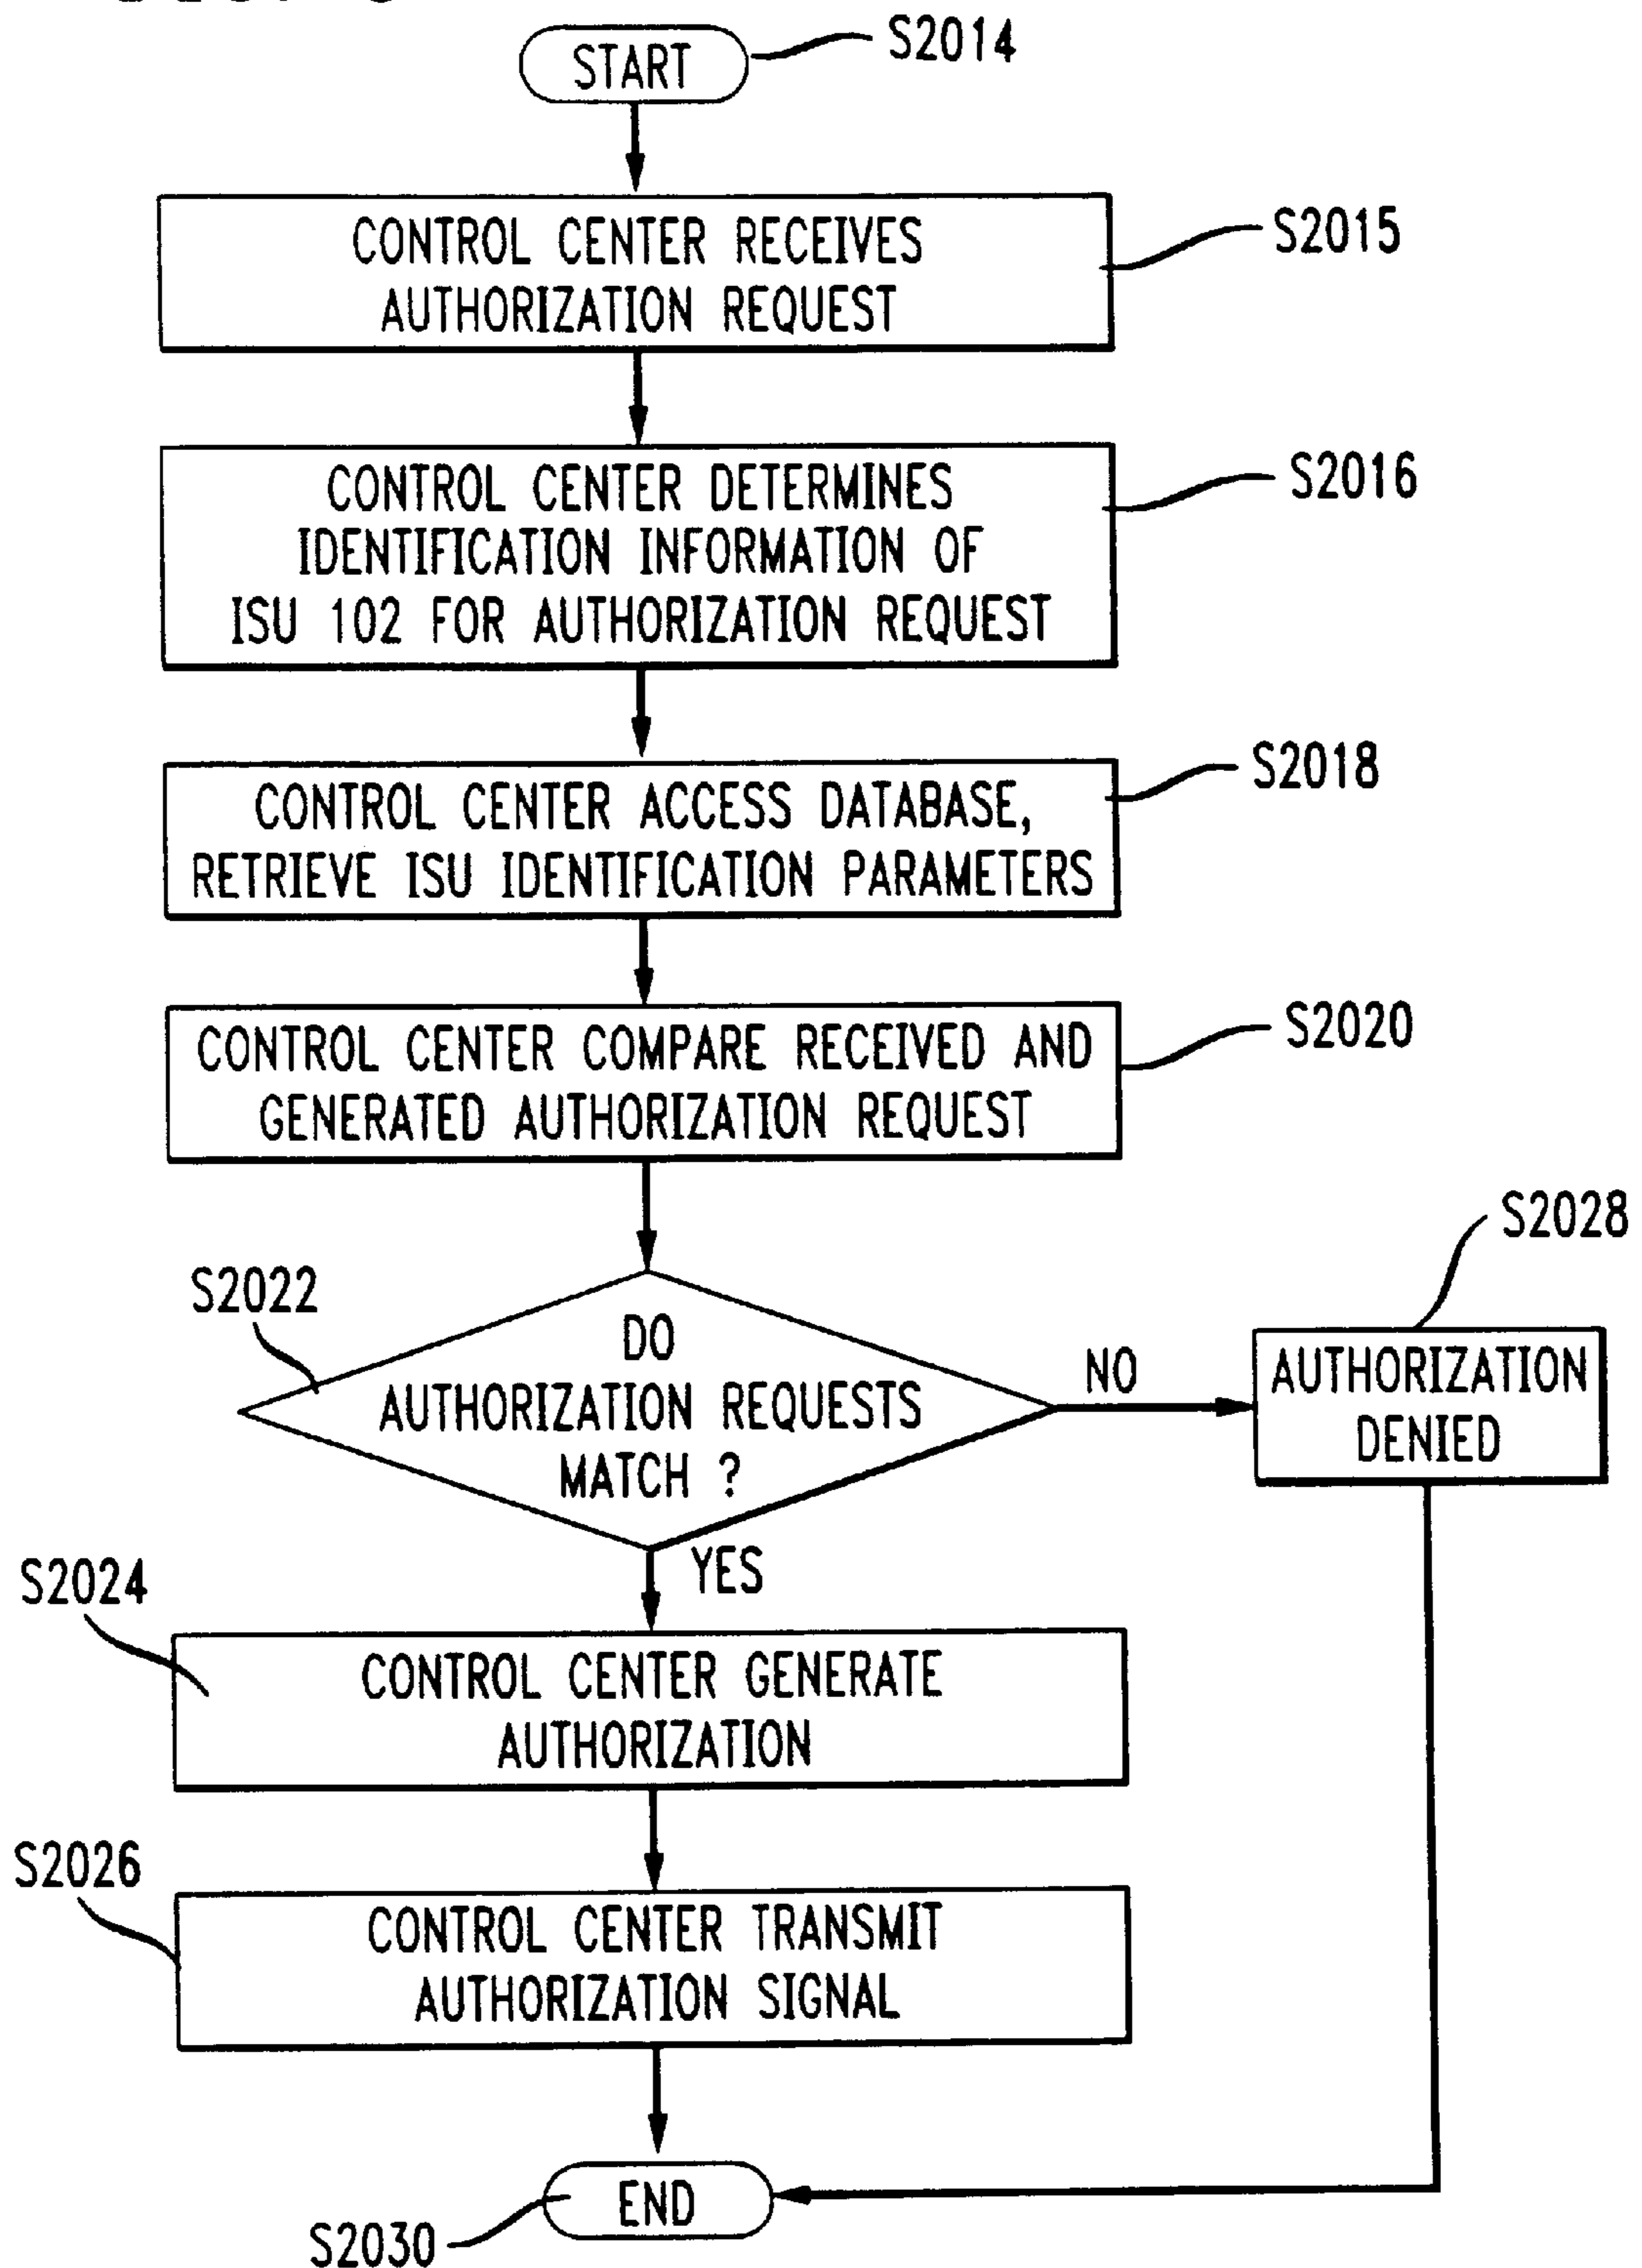 START
S2014
CONTROL CENTER RECEIVES
AUTHORIZATION REQUEST
S2015
CONTROL CENTER DETERMINES
IDENTIFICATION INFORMATION OF
ISU 102 FOR AUTHORIZATION REQUEST
S2016
CONTROL CENTER ACCESS DATABASE,
RETRIEVE ISU IDENTIFICATION PARAMETERS
S2018
CONTROL CENTER COMPARE RECEIVED AND
GENERATED AUTHORIZATION REQUEST
S2020
S2022
DO
AUTHORIZATION REQUESTS
MATCH ?
NO
S2028
AUTHORIZATION
DENIED
YES
S2024
CONTROL CENTER GENERATE
AUTHORIZATION
S2026
CONTROL CENTER TRANSMIT
AUTHORIZATION SIGNAL
END
S2030